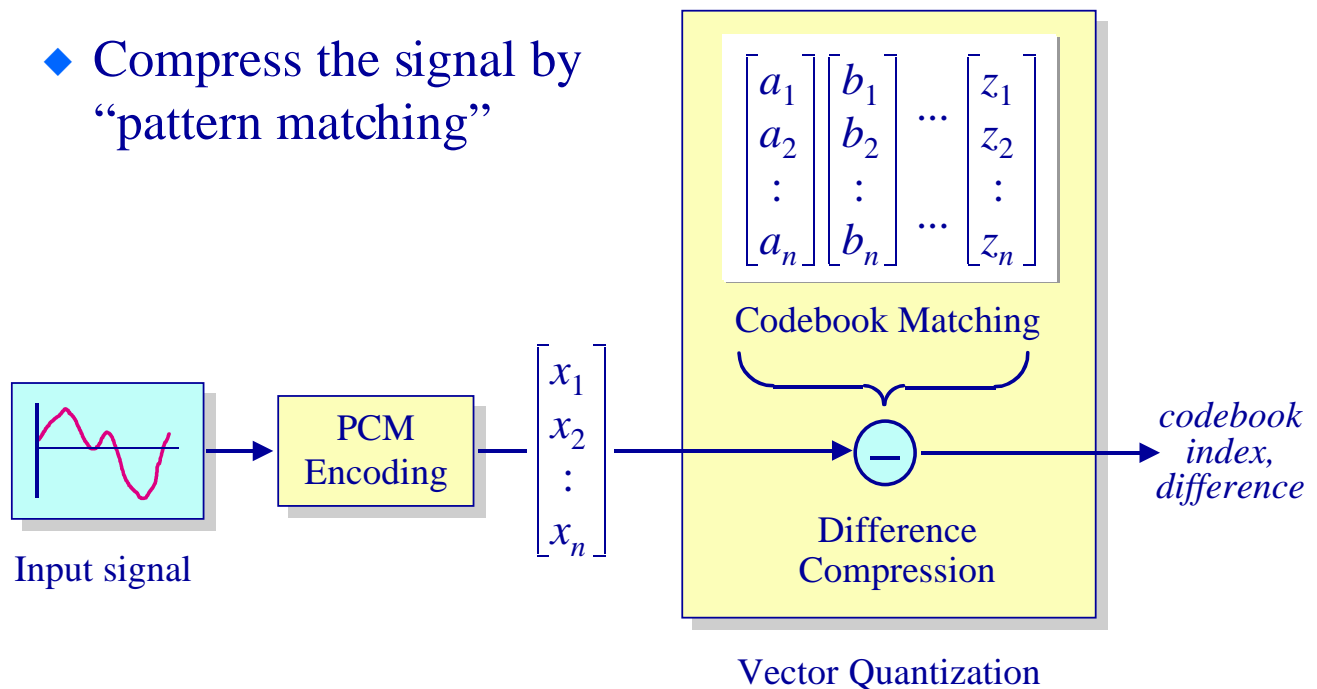 ◆ Compress the signal by
“pattern matching”
a1 b1 ... z1
a2 b2 z2
: : :
an bn ... zn
Codebook Matching
x1
x2
:
xn
PCM
Encoding
–
codebook
index,
difference
Input signal
Difference
Compression
Vector Quantization